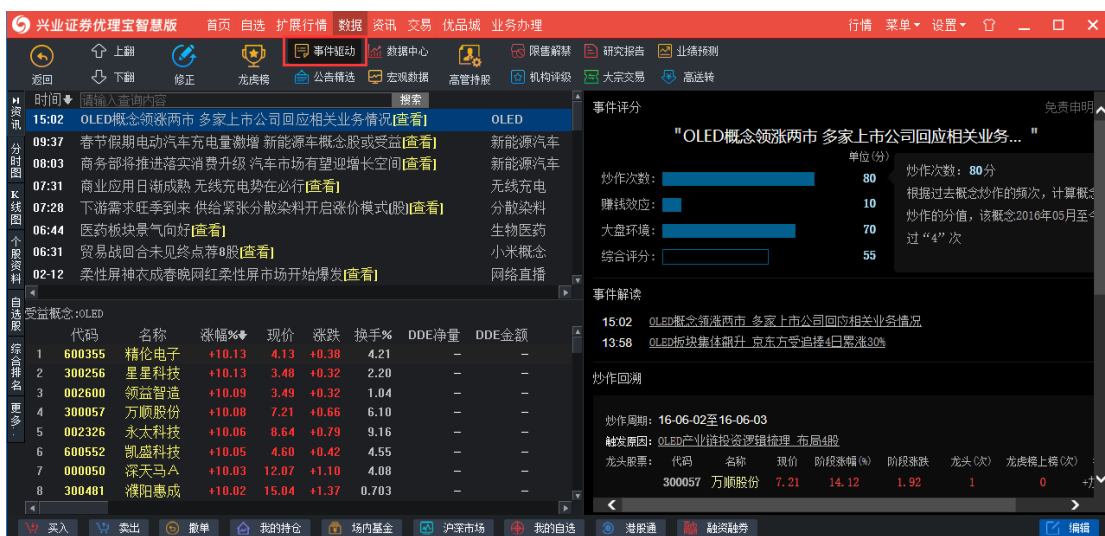 兴业证券优理宝智慧版 首页 自选 扩展行情 数据 资讯 交易 优品城 业务办理 行情 菜单 设置
返回 上翻 下翻 修正 龙虎榜 事件驱动 数据中心 高管持股 限售解禁 研究报告 业绩预测
公告精选 宏观数据 机构评级 大宗交易 高送转
资讯
分时图
K线图
个股资料
自选股
综合排名
更多
时间 请输入查询内容 搜索
15:02 OLED概念领涨两市 多家上市公司回应相关业务情况[查看] OLED
09:37 春节假期电动汽车充电量激增 新能源车概念股或受益[查看] 新能源汽车
08:03 商务部将推进落实消费升级 汽车市场有望迎增长空间[查看] 新能源汽车
07:31 商业应用日渐成熟 无线充电势在必行[查看] 无线充电
07:28 下游需求旺季到来 供给紧张分散染料开启涨价模式(股)[查看] 分散染料
06:44 医药板块景气向好[查看] 生物医药
06:31 贸易战回合未见终点荐8股[查看] 小米概念
02-12 柔性屏神衣成春晚网红柔性屏市场开始爆发[查看] 网络直播
受益概念:OLED
代码 名称 涨幅% 现价 涨跌 换手% DDE净量 DDE金额
1 600355 精伦电子 +10.13 4.13 +0.38 4.21 – –
2 300256 星星科技 +10.13 3.48 +0.32 2.20 – –
3 002600 领益智造 +10.09 3.49 +0.32 1.04 – –
4 300057 万顺股份 +10.08 7.21 +0.66 6.10 – –
5 002326 永太科技 +10.06 8.64 +0.79 9.16 – –
6 600552 凯盛科技 +10.05 4.60 +0.42 4.55 – –
7 000050 深天马A +10.03 12.07 +1.10 4.08 – –
8 300481 濮阳惠成 +10.02 15.04 +1.37 0.703 – –
事件评分 免责申明
"OLED概念领涨两市 多家上市公司回应相关业务... "
单位(分)
炒作次数: 80
赚钱效应: 10
大盘环境: 70
综合评分: 55
炒作次数: 80分
根据过去概念炒作的频次，计算概念
炒作的分值，该概念2016年05月至今
过“4”次
事件解读
15:02 OLED概念领涨两市 多家上市公司回应相关业务情况
13:58 OLED板块集体飙升 京东方受追捧4日累涨30%
炒作回溯
炒作周期: 16-06-02至16-06-03
触发原因: OLED产业链投资逻辑梳理 布局4股
龙头股票: 代码 名称 现价 阶段涨幅(%) 阶段涨跌 龙头(次) 龙虎榜上榜(次)
300057 万顺股份 7.21 14.12 1.92 1 0
买入 卖出 撤单 我的持仓 场内基金 沪深市场 我的自选 港股通 融资融券 编辑